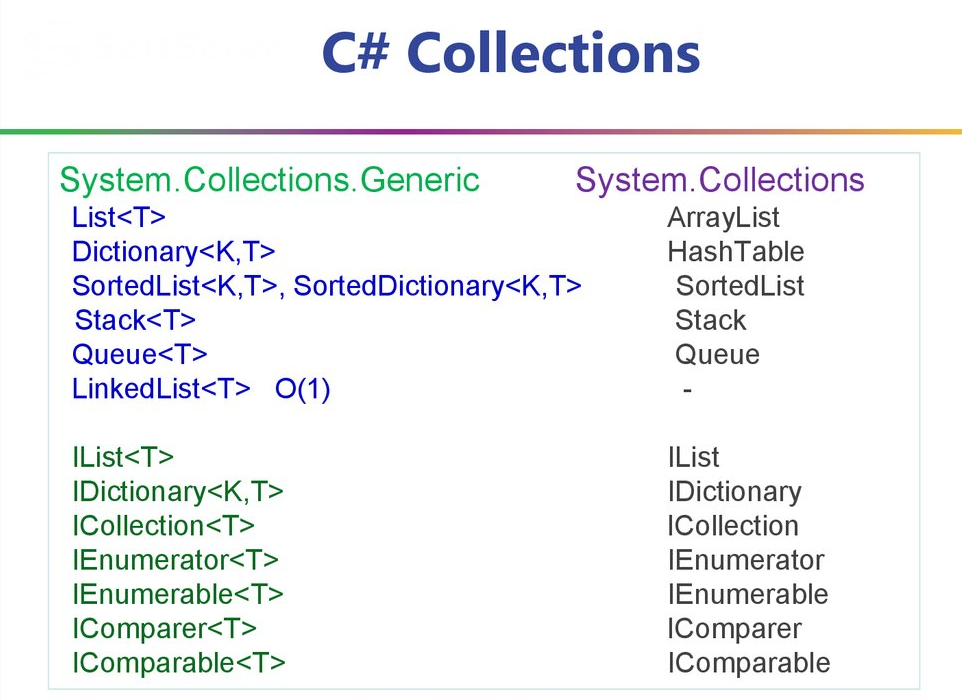 C# Collections
System.Collections.Generic System.Collections
List<T> ArrayList
Dictionary<K,T> HashTable
SortedList<K,T>, SortedDictionary<K,T> SortedList
Stack<T> Stack
Queue<T> Queue
LinkedList<T> O(1) -
IList<T> IList
IDictionary<K,T> IDictionary
ICollection<T> ICollection
IEnumerator<T> IEnumerator
IEnumerable<T> IEnumerable
IComparer<T> IComparer
IComparable<T> IComparable